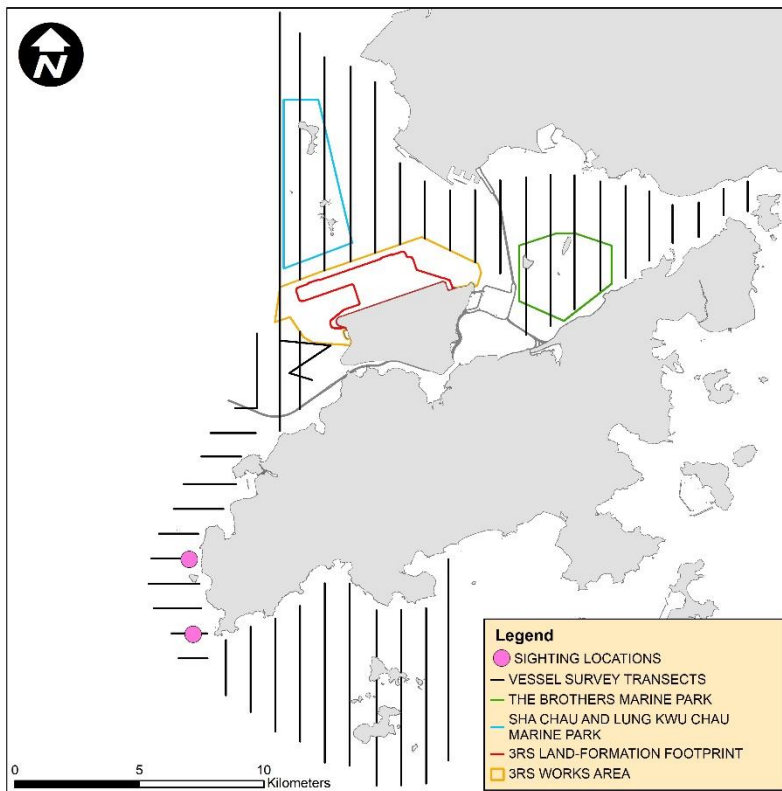 N
Legend
SIGHTING LOCATIONS
VESSEL SURVEY TRANSECTS
THE BROTHERS MARINE PARK
SHA CHAU AND LUNG KWU CHAU
MARINE PARK
3RS LAND-FORMATION FOOTPRINT
3RS WORKS AREA
0 5 10
Kilometers